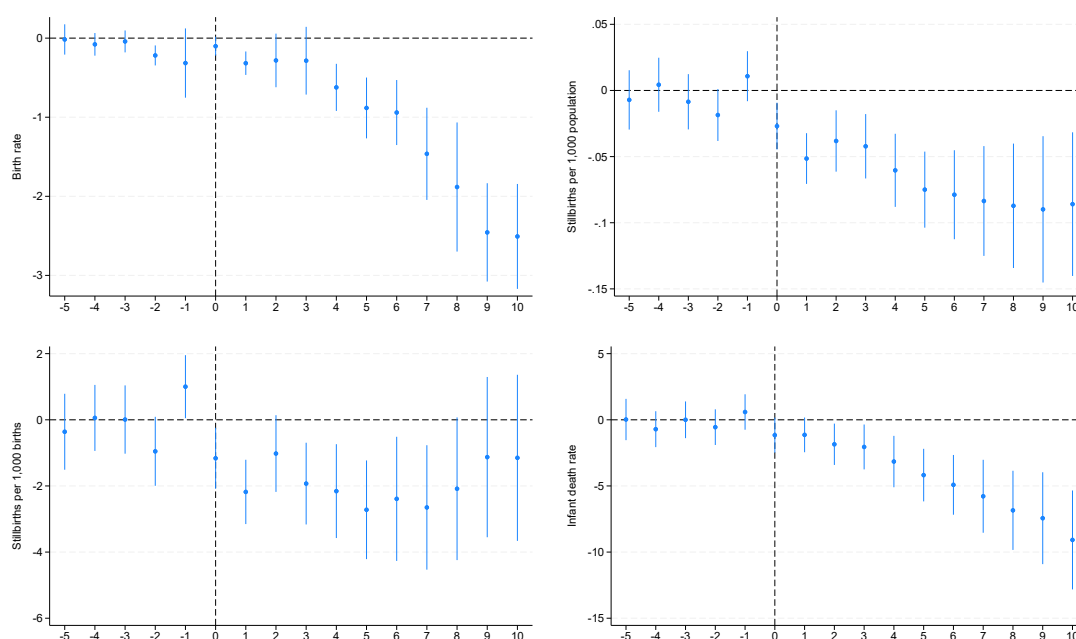 Birth rate
0
-1
-2
-3
-5 -4 -3 -2 -1 0 1 2 3 4 5 6 7 8 9 10
Stillbirths per 1,000 population
.05
0
-.05
-.1
-.15
-5 -4 -3 -2 -1 0 1 2 3 4 5 6 7 8 9 10
Stillbirths per 1,000 births
2
0
-2
-4
-6
-5 -4 -3 -2 -1 0 1 2 3 4 5 6 7 8 9 10
Infant death rate
5
0
-5
-10
-15
-5 -4 -3 -2 -1 0 1 2 3 4 5 6 7 8 9 10